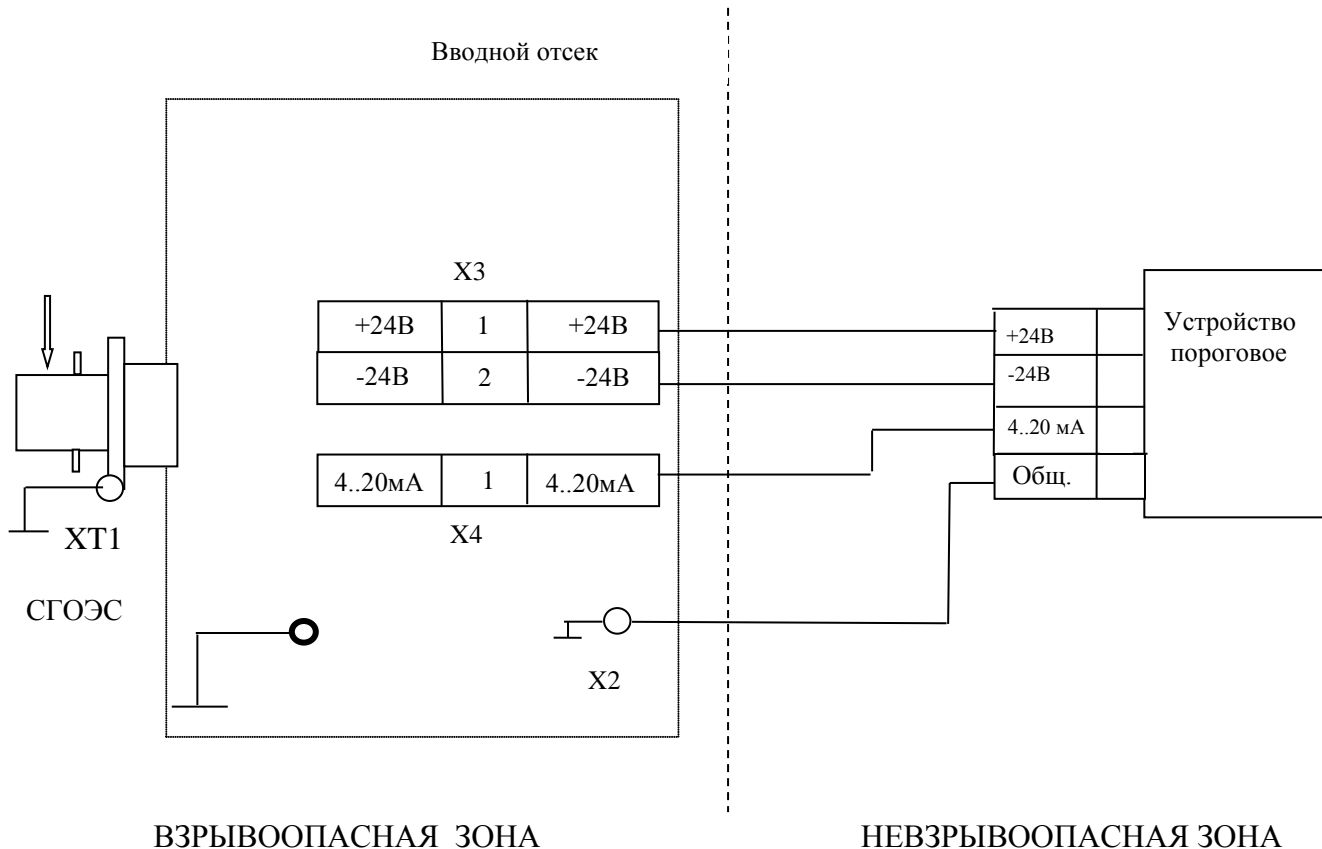 Вводной отсек
X3
+24В 1 +24В
-24В 2 -24В
4..20мА 1 4..20мА
X4
XT1
СГОЭС
X2
+24В
-24В
4..20 мА
Общ.
Устройство
пороговое
ВЗРЫВООПАСНАЯ ЗОНА
НЕВЗРЫВООПАСНАЯ ЗОНА